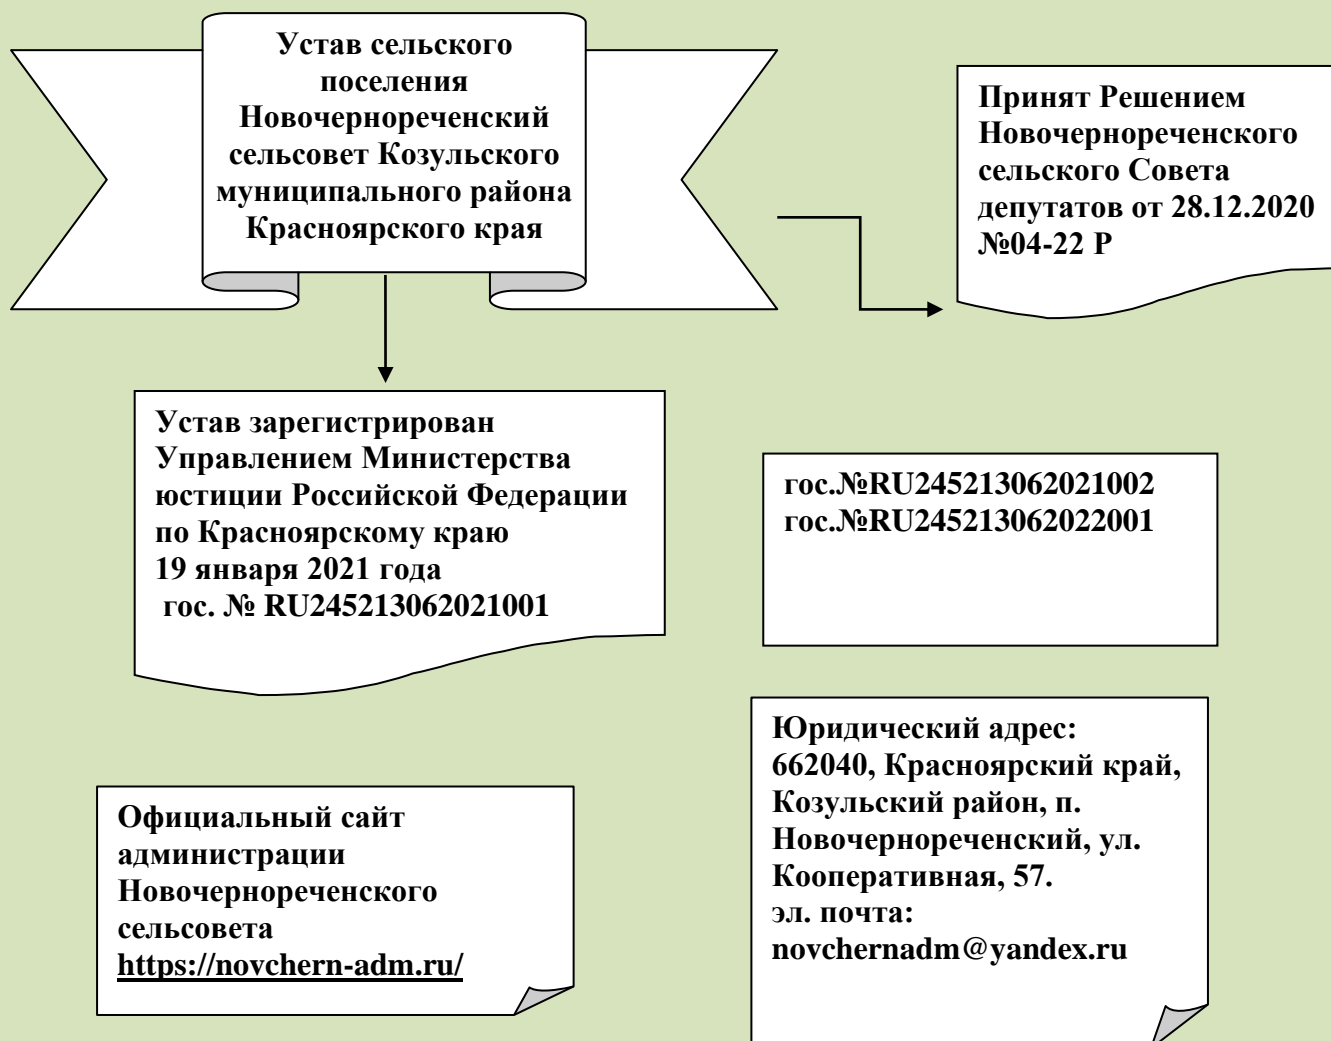 Устав сельского
поселения
Новочернореченский
сельсовет Козульского
муниципального района
Красноярского края
Принят Решением
Новочернореченского
сельского Совета
депутатов от 28.12.2020
№04-22 Р
Устав зарегистрирован
Управлением Министерства
юстиции Российской Федерации
по Красноярскому краю
19 января 2021 года
гос. № RU245213062021001
гос.№RU245213062021002
гос.№RU245213062022001
Юридический адрес:
662040, Красноярский край,
Козульский район, п.
Новочернореченский, ул.
Кооперативная, 57.
эл. почта:
novchernadm@yandex.ru
Официальный сайт
администрации
Новочернореченского
сельсовета
https://novchern-adm.ru/